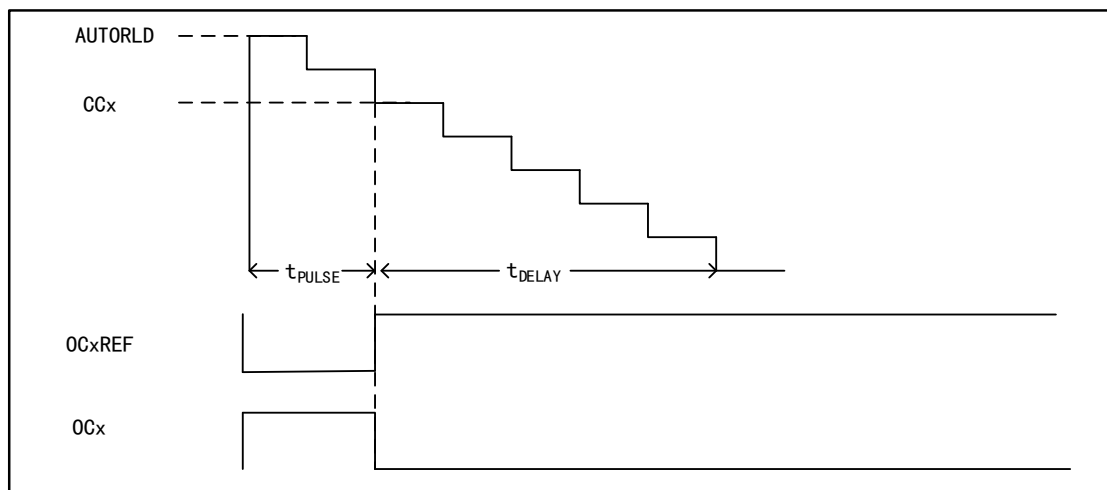 AUTORLD
CCx
tPULSE
tDELAY
OCxREF
OCx